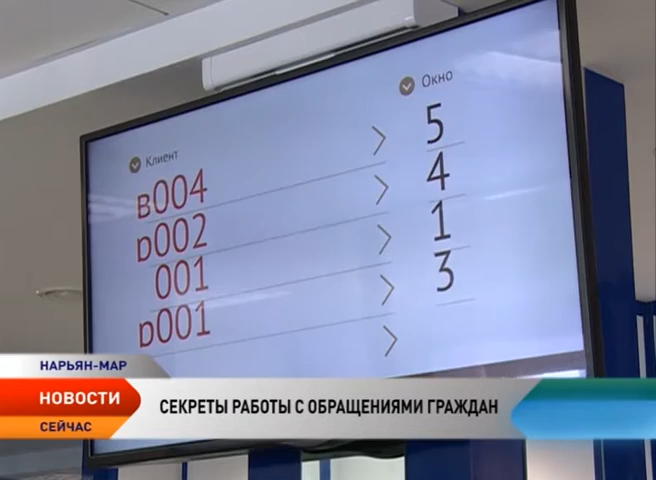 Клиент
Окно
в004 > 5
р002 > 4
001 > 1
р001 > 3
>
НАРЬЯН-МАР
НОВОСТИ
СЕЙЧАС
СЕКРЕТЫ РАБОТЫ С ОБРАЩЕНИЯМИ ГРАЖДАН